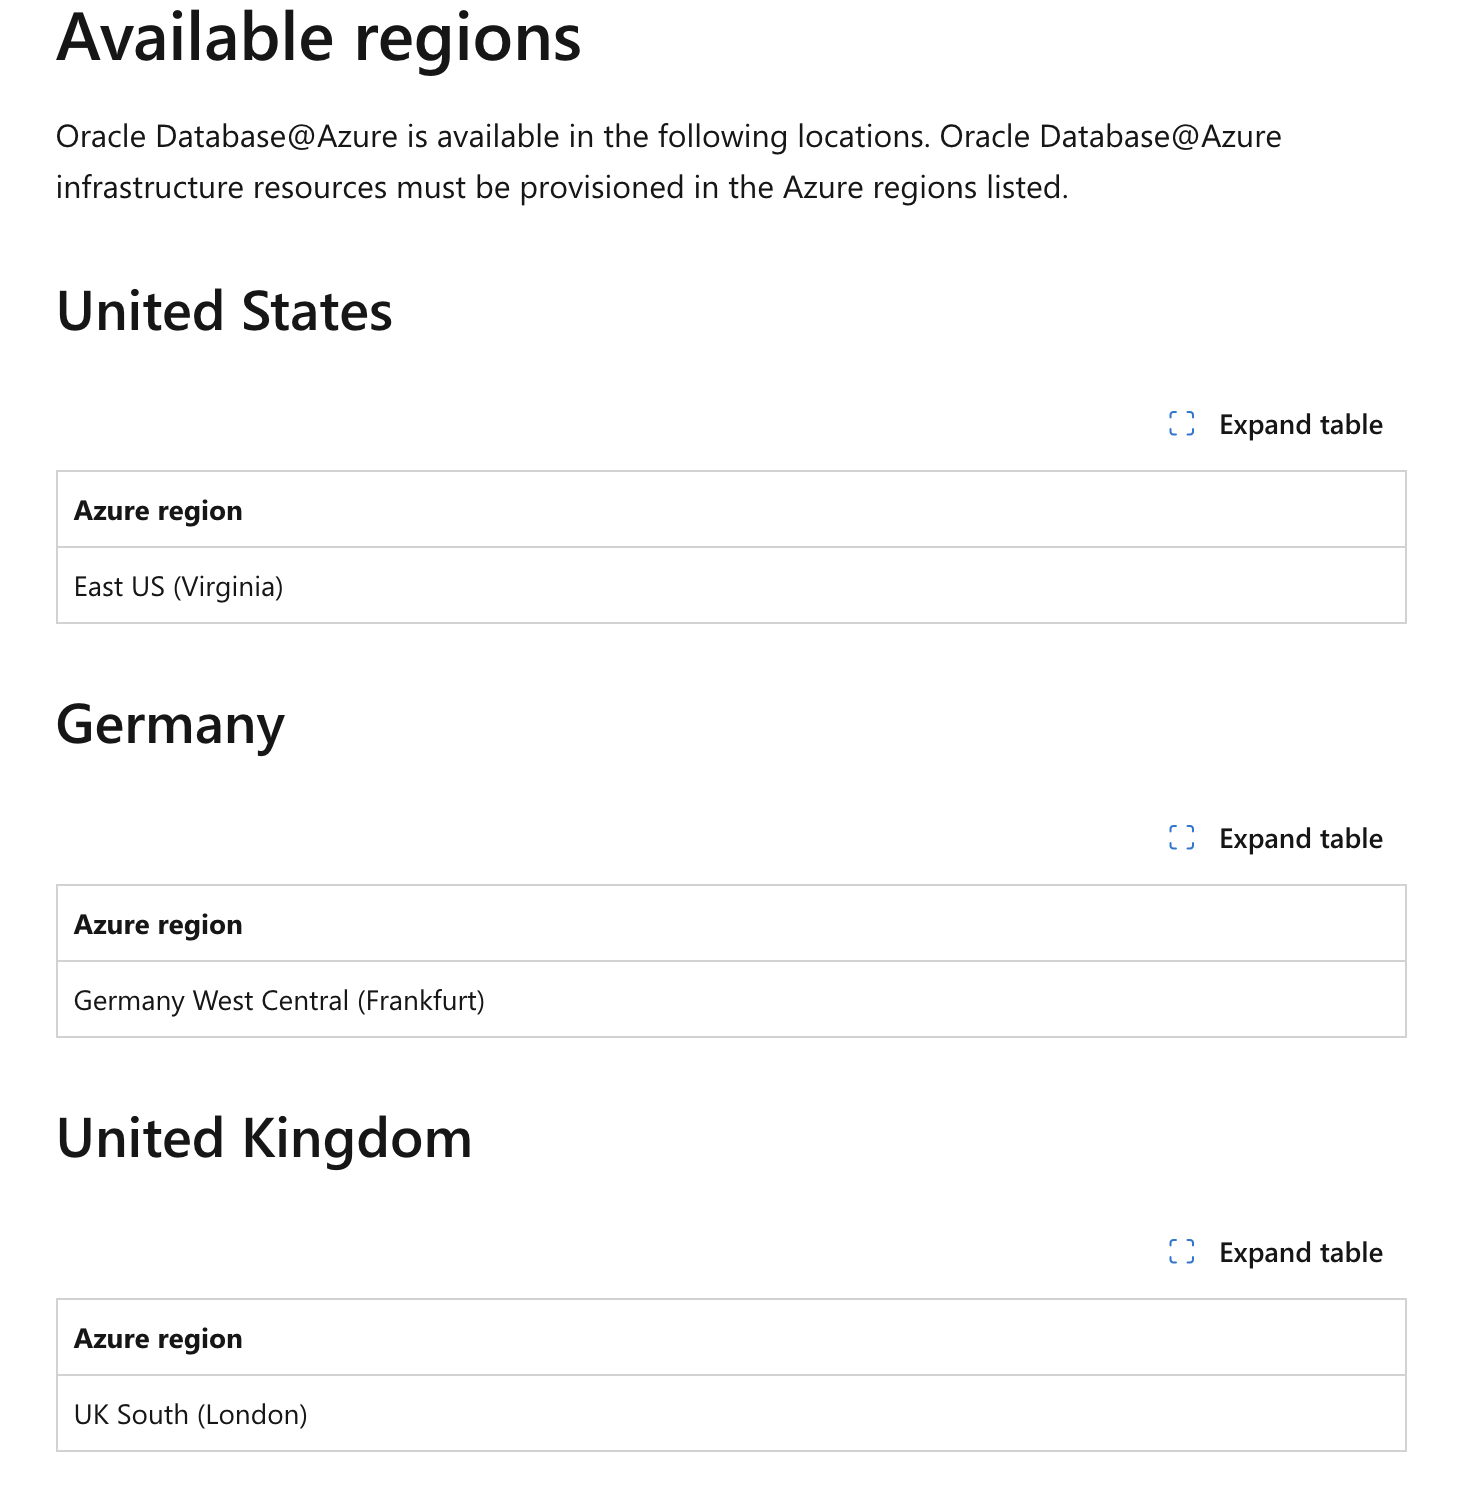 Available regions
Oracle Database@Azure is available in the following locations. Oracle Database@Azure
infrastructure resources must be provisioned in the Azure regions listed.
United States
Expand table
Azure region
East US (Virginia)
Germany
Expand table
Azure region
Germany West Central (Frankfurt)
United Kingdom
Expand table
Azure region
UK South (London)